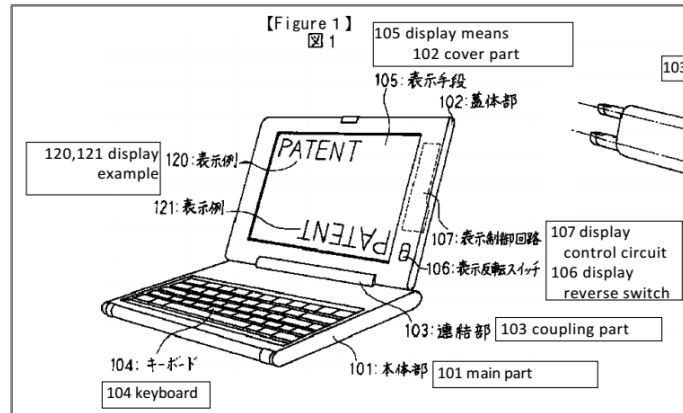 【Figure 1】
図1
105 display means
102 cover part
103
105:表示手段
102:蓋体部
120,121 display
example
120:表示例
PATENT
121:表示例
PATENT
107:表示制御回路
107 display
control circuit
106:表示反転スイッチ
106 display
reverse switch
103:連結部
103 coupling part
104:キーボード
104 keyboard
101:本体部
101 main part